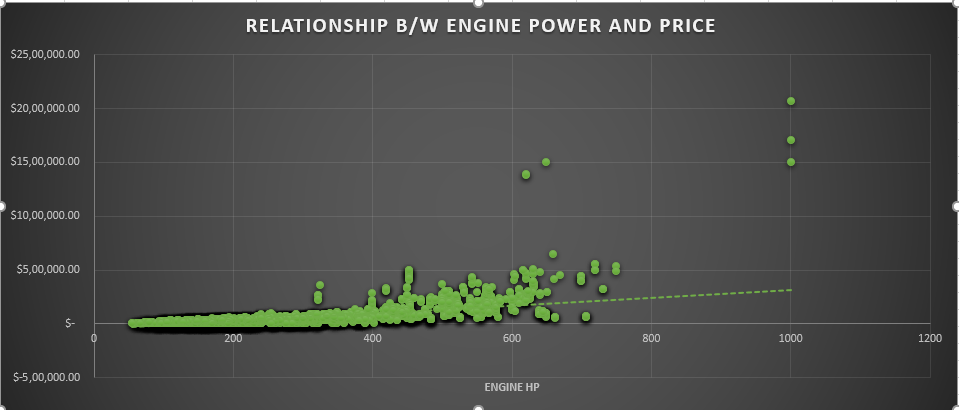 RELATIONSHIP B/W ENGINE POWER AND PRICE
$25,00,000.00
$20,00,000.00
$15,00,000.00
$10,00,000.00
$5,00,000.00
$-
$-5,00,000.00
0 200 400 600 800 1000 1200
ENGINE HP